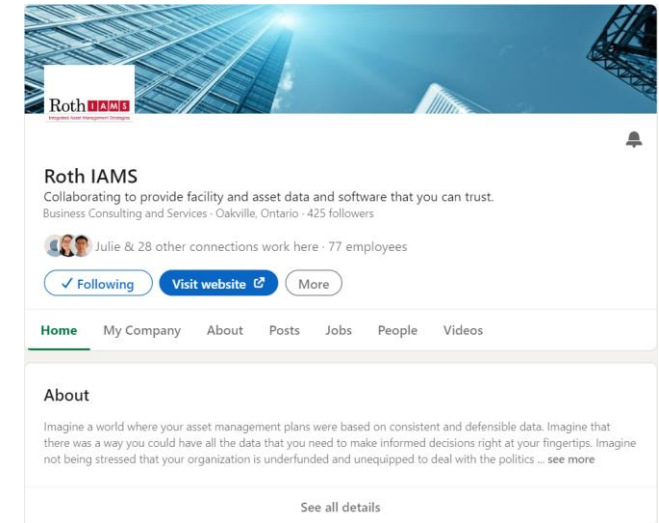 Roth IAMS
Integrated Asset Management Strategies
Roth IAMS
Collaborating to provide facility and asset data and software that you can trust.
Business Consulting and Services · Oakville, Ontario · 425 followers
Julie & 28 other connections work here · 77 employees
✓ Following Visit website More
Home My Company About Posts Jobs People Videos
About
Imagine a world where your asset management plans were based on consistent and defensible data. Imagine that
there was a way you could have all the data that you need to make informed decisions right at your fingertips. Imagine
not being stressed that your organization is underfunded and unequipped to deal with the politics ... see more
See all details